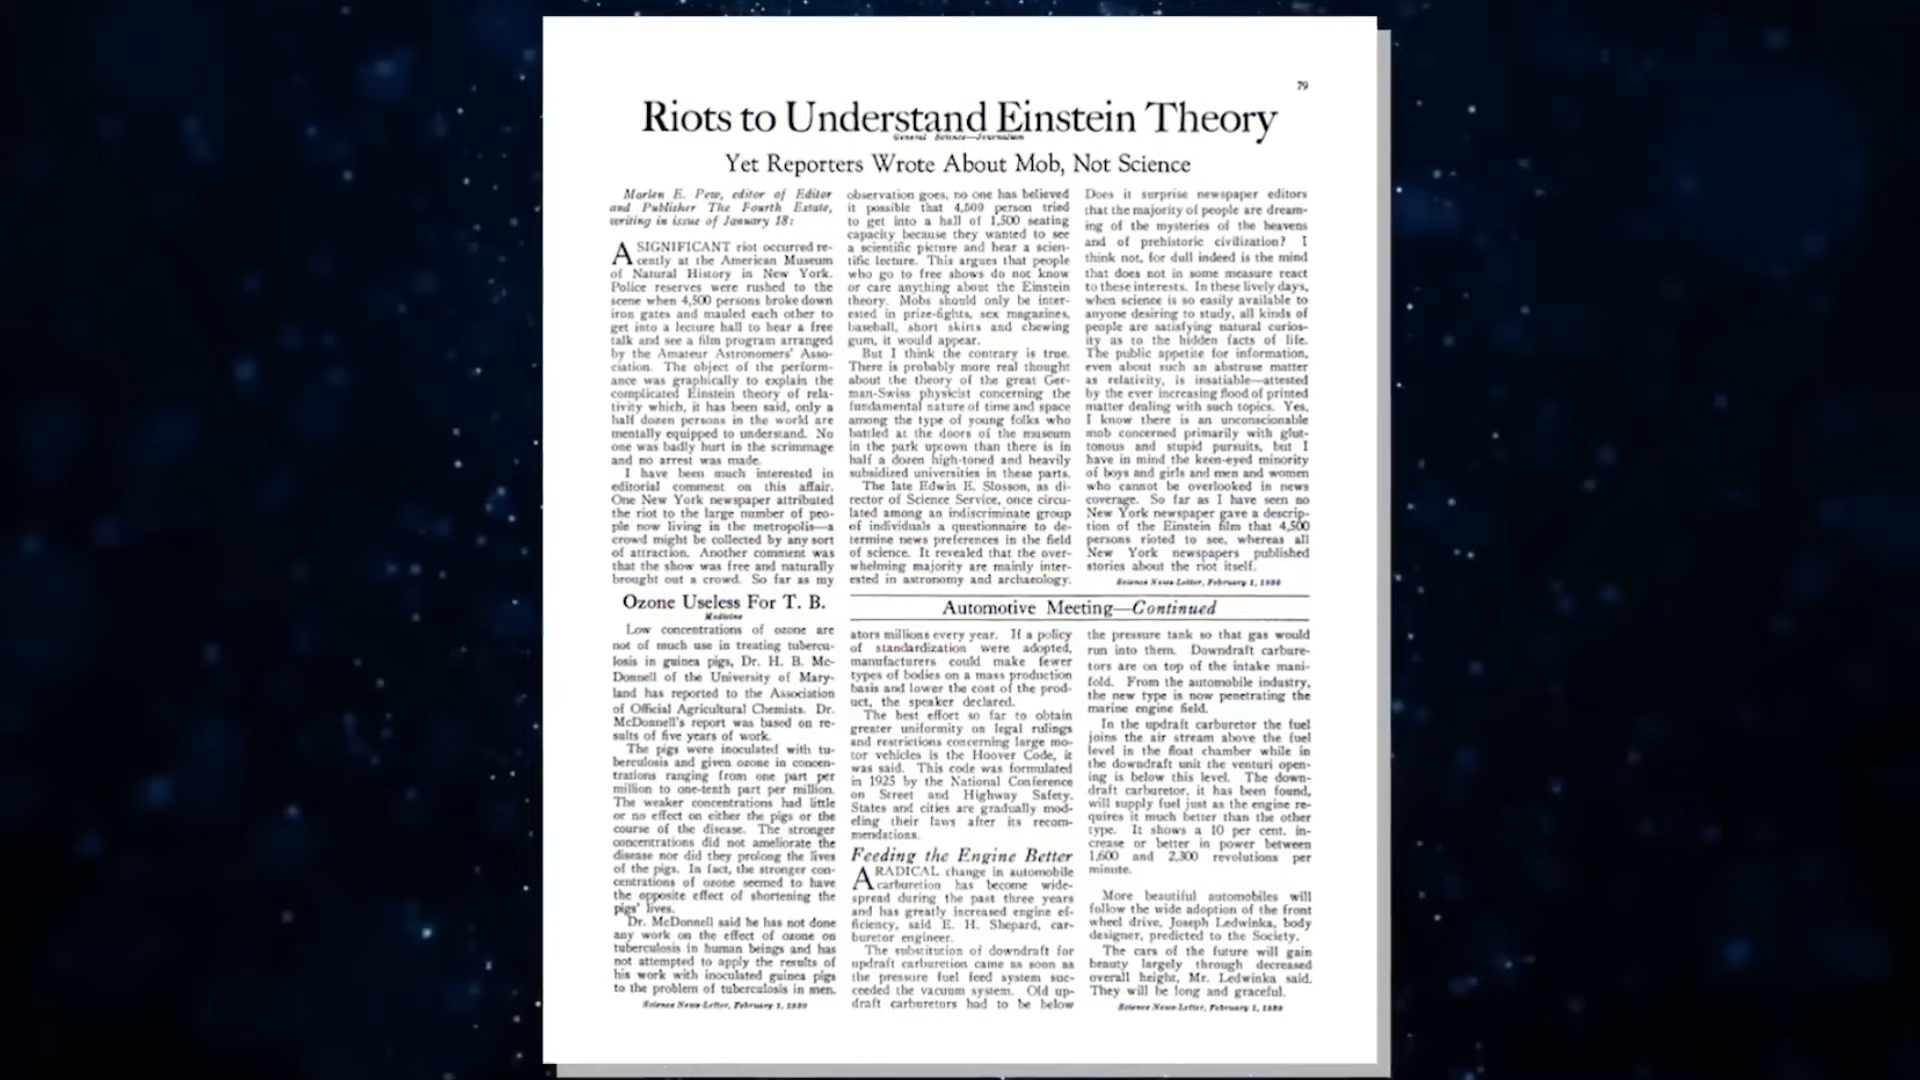 79
Riots to Understand Einstein Theory
General Science—Journalism
Yet Reporters Wrote About Mob, Not Science
Marlen E. Pew, editor of Editor
and Publisher The Fourth Estate,
writing in issue of January 18:
A SIGNIFICANT riot occurred re-
cently at the American Museum
of Natural History in New York.
Police reserves were rushed to the
scene when 4,500 persons broke down
iron gates and mauled each other to
get into a lecture hall to hear a free
talk and see a film program arranged
by the Amateur Astronomers' Asso-
ciation. The object of the perform-
ance was graphically to explain the
complicated Einstein theory of rela-
tivity which, it has been said, only a
half dozen persons in the world are
mentally equipped to understand. No
one was badly hurt in the scrimmage
and no arrest was made.
I have been much interested in
editorial comment on this affair.
One New York newspaper attributed
the riot to the large number of peo-
ple now living in the metropolis—a
crowd might be collected by any sort
of attraction. Another comment was
that the show was free and naturally
brought out a crowd. So far as my
observation goes, no one has believed
it possible that 4,500 person tried
to get into a hall of 1,500 seating
capacity because they wanted to see
a scientific picture and hear a scien-
tific lecture. This argues that people
who go to free shows do not know
or care anything about the Einstein
theory. Mobs should only be inter-
ested in prize-fights, sex magazines,
baseball, short skirts and chewing
gum, it would appear.
But I think the contrary is true.
There is probably more real thought
about the theory of the great Ger-
man-Swiss physicist concerning the
fundamental nature of time and space
among the type of young folks who
battled at the doors of the museum
in the park uptown than there is in
half a dozen high-toned and heavily
subsidized universities in these parts.
The late Edwin E. Slosson, as di-
rector of Science Service, once circu-
lated among an indiscriminate group
of individuals a questionnaire to de-
termine news preferences in the field
of science. It revealed that the over-
whelming majority are mainly inter-
ested in astronomy and archaeology.
Does it surprise newspaper editors
that the majority of people are dream-
ing of the mysteries of the heavens
and of prehistoric civilization? I
think not, for dull indeed is the mind
that does not in some measure react
to these interests. In these lively days,
when science is so easily available to
anyone desiring to study, all kinds of
people are satisfying natural curios-
ity as to the hidden facts of life.
The public appetite for information,
even about such an abstruse matter
as relativity, is insatiable—attested
by the ever increasing flood of printed
matter dealing with such topics. Yes,
I know there is an unconscionable
mob concerned primarily with glut-
tonous and stupid pursuits, but I
have in mind the keen-eyed minority
of boys and girls and men and women
who cannot be overlooked in news
coverage. So far as I have seen no
New York newspaper gave a descrip-
tion of the Einstein film that 4,500
persons rioted to see, whereas all
New York newspapers published
stories about the riot itself.
Science News-Letter, February 1, 1930
Ozone Useless For T. B.
Medicine
Low concentrations of ozone are
not of much use in treating tubercu-
losis in guinea pigs, Dr. H. B. Mc-
Donnell of the University of Mary-
land has reported to the Association
of Official Agricultural Chemists. Dr.
McDonnell's report was based on re-
sults of five years of work.
The pigs were inoculated with tu-
berculosis and given ozone in concen-
trations ranging from one part per
million to one-tenth part per million.
The weaker concentrations had little
or no effect on either the pigs or the
course of the disease. The stronger
concentrations did not ameliorate the
disease nor did they prolong the lives
of the pigs. In fact, the stronger con-
centrations of ozone seemed to have
the opposite effect of shortening the
pigs' lives.
Dr. McDonnell said he has not done
any work on the effect of ozone on
tuberculosis in human beings and has
not attempted to apply the results of
his work with inoculated guinea pigs
to the problem of tuberculosis in men.
Science News-Letter, February 1, 1930
Automotive Meeting—Continued
ators millions every year. If a policy
of standardization were adopted,
manufacturers could make fewer
types of bodies on a mass production
basis and lower the cost of the prod-
uct, the speaker declared.
The best effort so far to obtain
greater uniformity on legal rulings
and restrictions concerning large mo-
tor vehicles is the Hoover Code, it
was said. This code was formulated
in 1925 by the National Conference
on Street and Highway Safety.
States and cities are gradually mod-
eling their laws after its recom-
mendations.
Feeding the Engine Better
A RADICAL change in automobile
carburetion has become wide-
spread during the past three years
and has greatly increased engine ef-
ficiency, said E. H. Shepard, car-
buretor engineer.
The substitution of downdraft for
updraft carburetion came as soon as
the pressure fuel feed system suc-
ceeded the vacuum system. Old up-
draft carburetors had to be below
the pressure tank so that gas would
run into them. Downdraft carbure-
tors are on top of the intake mani-
fold. From the automobile industry,
the new type is now penetrating the
marine engine field.
In the updraft carburetor the fuel
joins the air stream above the fuel
level in the float chamber while in
the downdraft unit the venturi open-
ing is below this level. The down-
draft carburetor, it has been found,
will supply fuel just as the engine re-
quires it much better than the other
type. It shows a 10 per cent. in-
crease or better in power between
1,600 and 2,300 revolutions per
minute.
More beautiful automobiles will
follow the wide adoption of the front
wheel drive, Joseph Ledwinka, body
designer, predicted to the Society.
The cars of the future will gain
beauty largely through decreased
overall height, Mr. Ledwinka said.
They will be long and graceful.
Science News-Letter, February 1, 1930